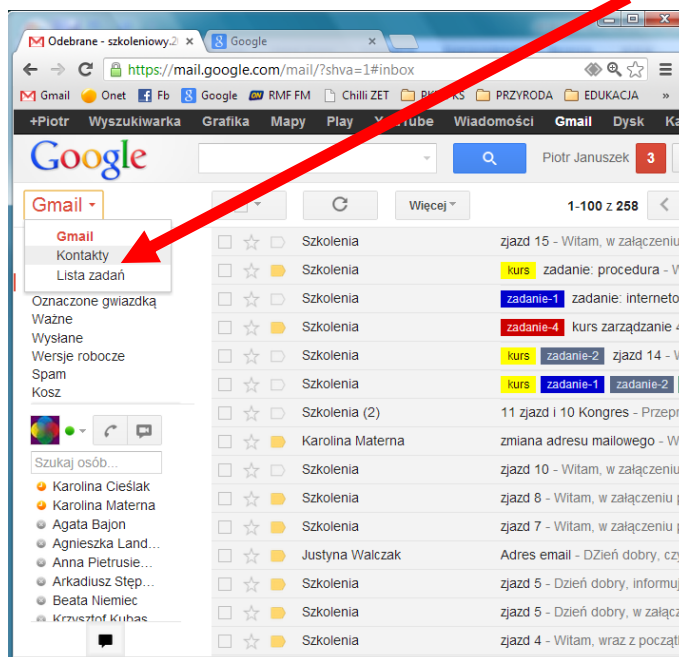 Odebrane - szkoleniowy.2 Google
https://mail.google.com/mail/?shva=1#inbox
Gmail Onet Fb Google RMF FM Chilli ZET PRZYRODA EDUKACJA »
+Piotr Wyszukiwarka Grafika Mapy Play Wiadomości Gmail Dysk
Google Piotr Januszek 3
Gmail Więcej 1-100 z 258
Gmail
Kontakty
Lista zadań
Oznaczone gwiazdką
Ważne
Wysłane
Wersje robocze
Spam
Kosz
Szukaj osób...
Karolina Cieślak
Karolina Materna
Agata Bajon
Agnieszka Land...
Anna Pietrusie...
Arkadiusz Stęp...
Beata Niemiec
Krzysztof Kubas
Szkolenia zjazd 15 - Witam, w załączeniu
Szkolenia kurs zadanie: procedura - W
Szkolenia zadanie-1 zadanie: interneto
Szkolenia zadanie-4 kurs zarządzanie 4
Szkolenia kurs zadanie-2 zjazd 14 - W
Szkolenia kurs zadanie-1 zadanie-2
Szkolenia (2) 11 zjazd i 10 Kongres - Przepr
Karolina Materna zmiana adresu mailowego - W
Szkolenia zjazd 10 - Witam, w załączeniu
Szkolenia zjazd 8 - Witam, w załączeniu p
Szkolenia zjazd 7 - Witam, w załączeniu p
Justyna Walczak Adres email - DZień dobry, czy
Szkolenia zjazd 5 - Dzień dobry, informuj
Szkolenia zjazd 5 - Dzień dobry, w załącz
Szkolenia zjazd 4 - Witam, wraz z począt